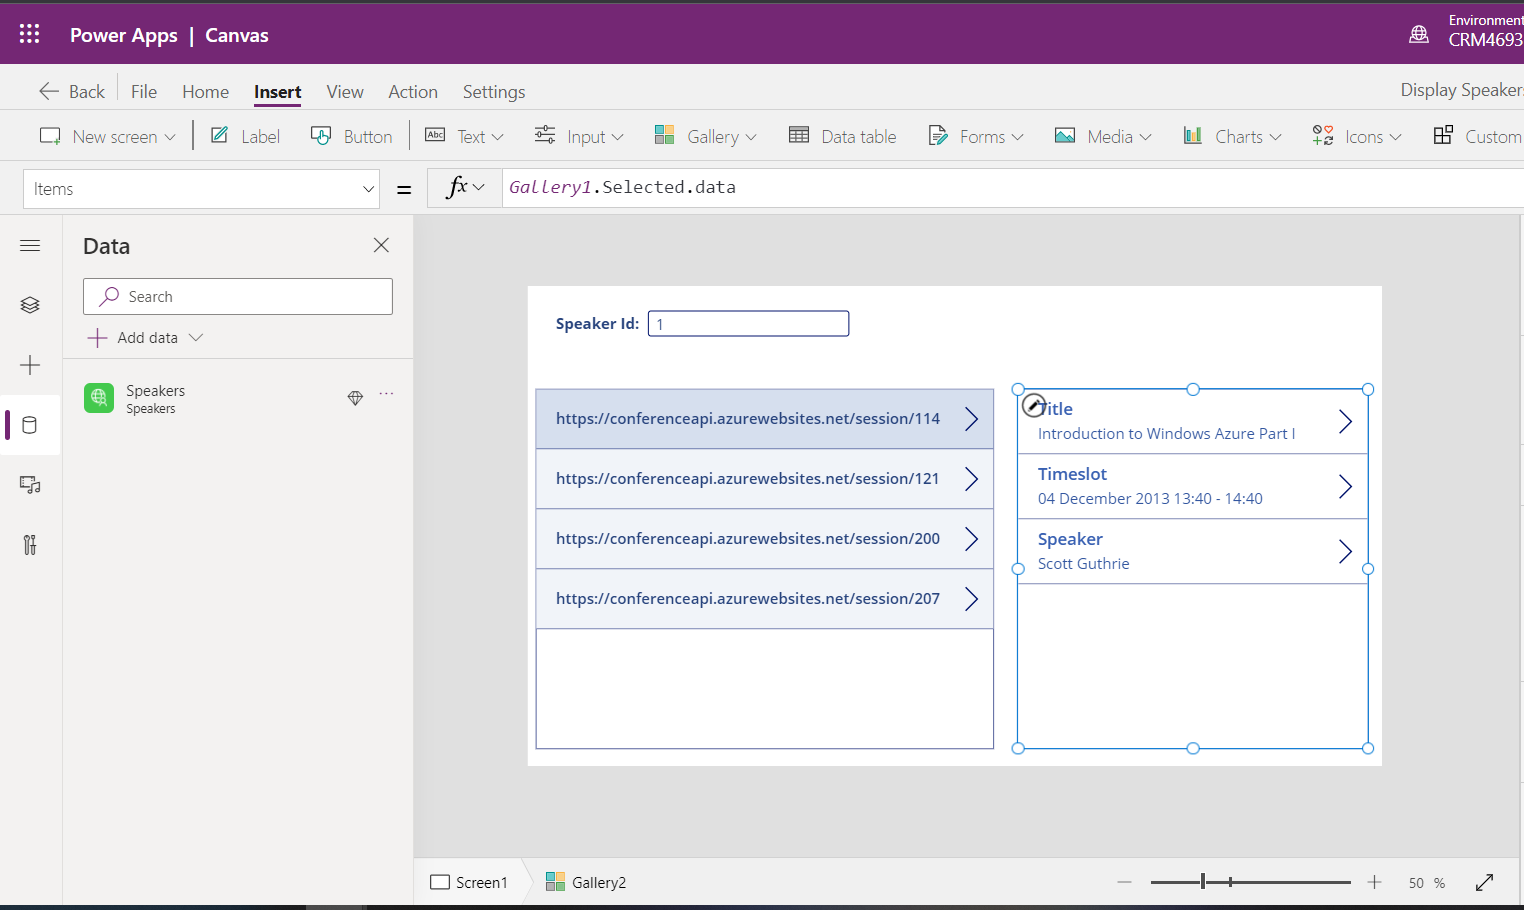 Power Apps | Canvas
Environment
CRM4693
Back File Home Insert View Action Settings
Display Speaker
New screen Label Button Abc Text Input Gallery Data table Forms Media Charts Icons Custom
Items = fx Gallery1.Selected.data
Data
Search
Add data
Speakers
Speakers
Speaker Id: 1
https://conferenceapi.azurewebsites.net/session/114
https://conferenceapi.azurewebsites.net/session/121
https://conferenceapi.azurewebsites.net/session/200
https://conferenceapi.azurewebsites.net/session/207
Title
Introduction to Windows Azure Part I
Timeslot
04 December 2013 13:40 - 14:40
Speaker
Scott Guthrie
Screen1 Gallery2
50 %